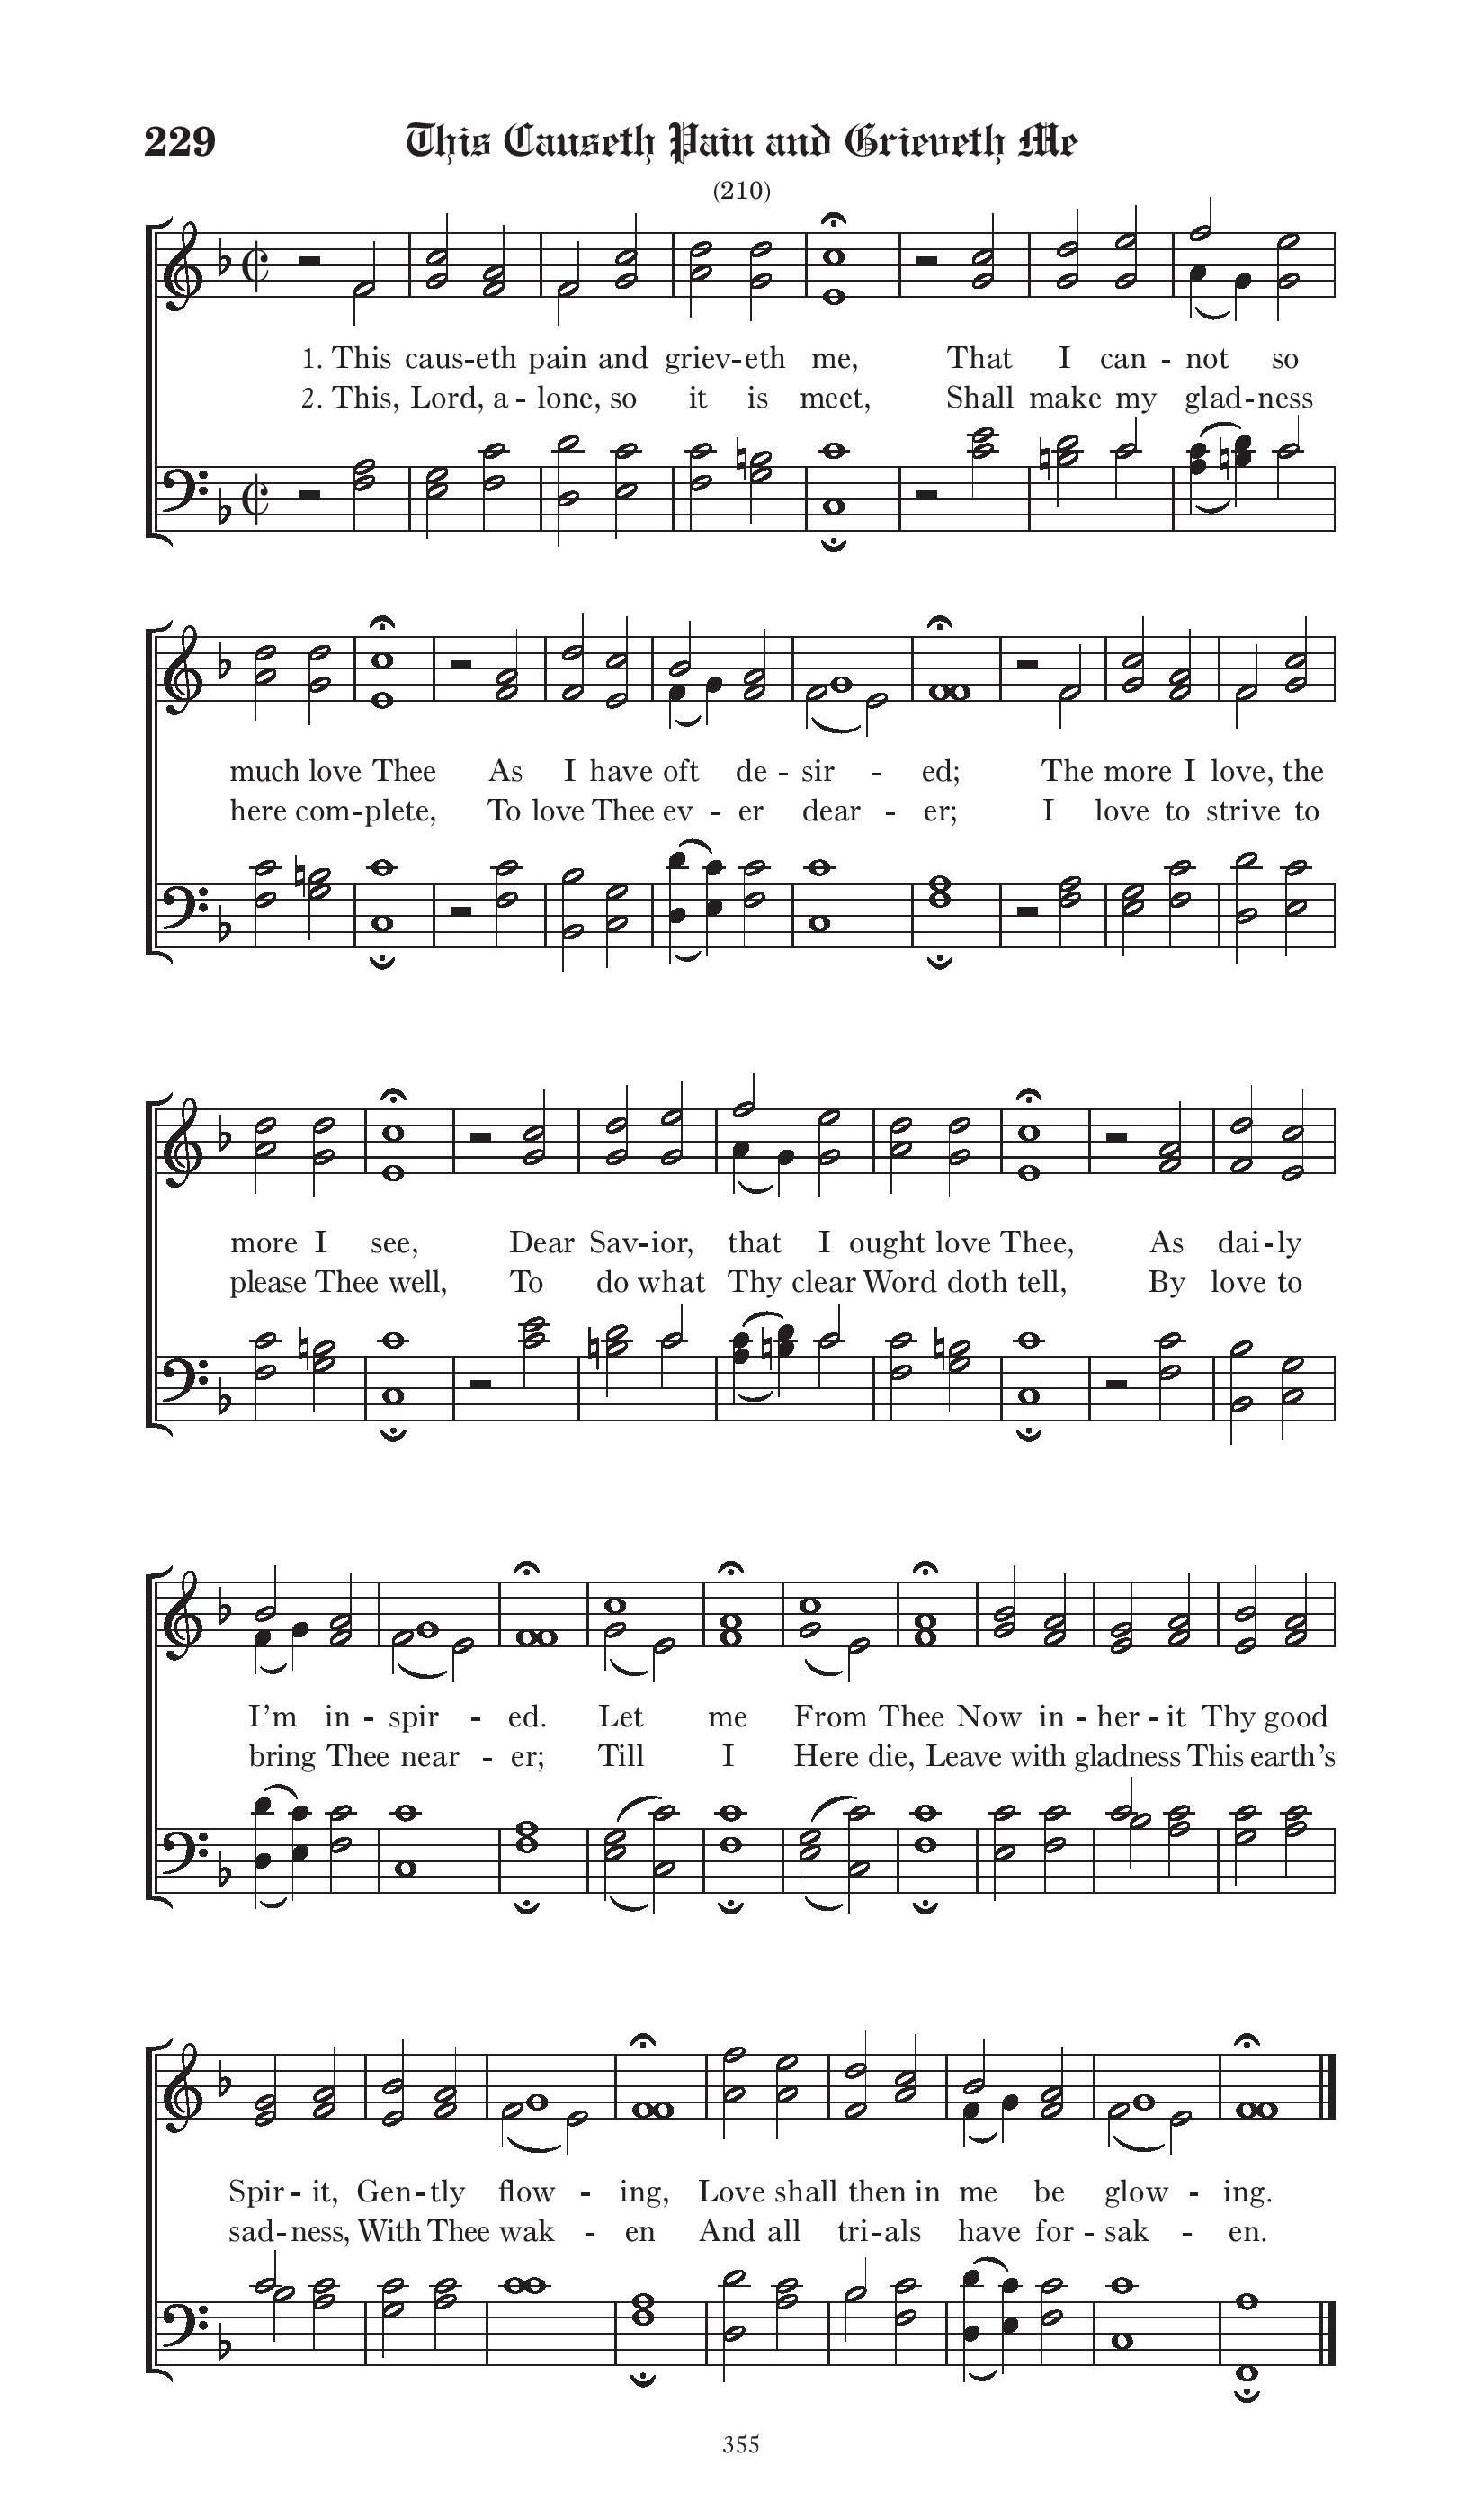 229 This Causeth Pain and Grieveth Me
(210)
1. This caus-eth pain and griev-eth me, That I can - not so
2. This, Lord, a - lone, so it is meet, Shall make my glad-ness
much love Thee As I have oft de - sir - ed; The more I love, the
here com-plete, To love Thee ev - er dear - er; I love to strive to
more I see, Dear Sav-ior, that I ought love Thee, As dai-ly
please Thee well, To do what Thy clear Word doth tell, By love to
I'm in - spir - ed. Let me From Thee Now in - her - it Thy good
bring Thee near - er; Till I Here die, Leave with gladness This earth's
Spir - it, Gen-tly flow - ing, Love shall then in me be glow - ing.
sad-ness, With Thee wak - en And all tri-als have for - sak - en.
355